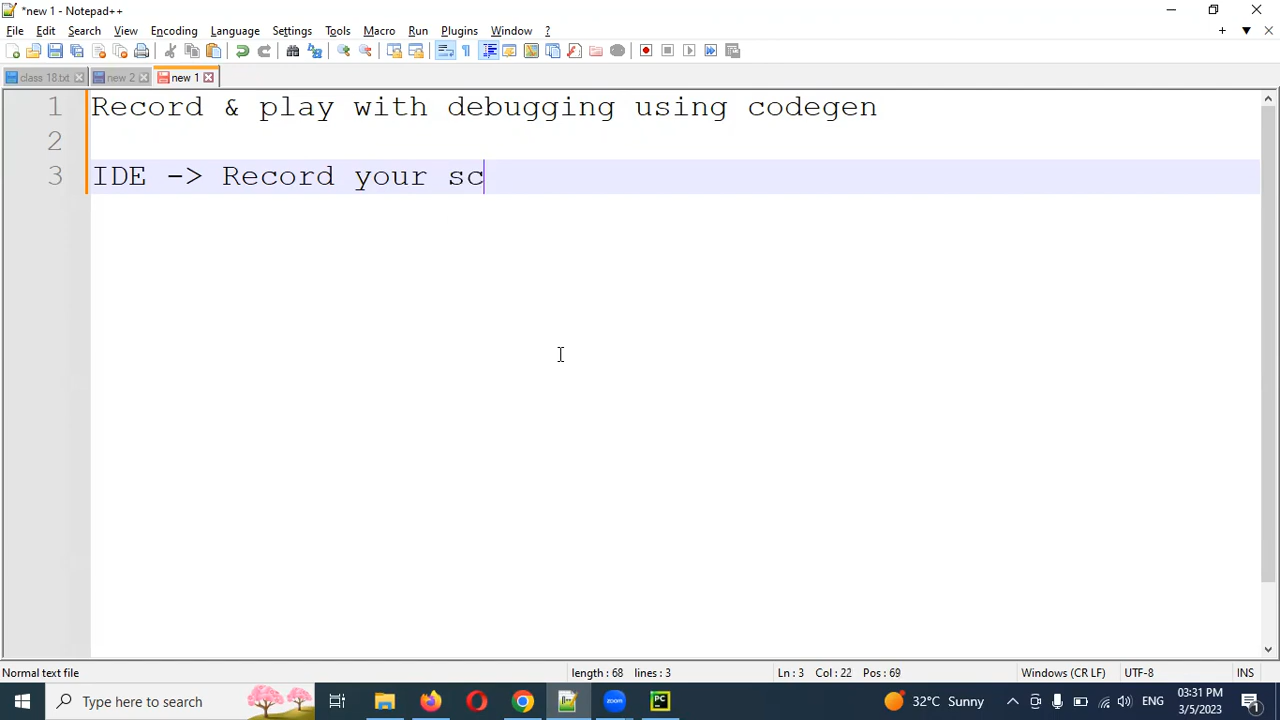 *new 1 - Notepad++
File Edit Search View Encoding Language Settings Tools Macro Run Plugins Window ?
class 18.txt new 2 new 1
1 Record & play with debugging using codegen
2
3 IDE -> Record your sc
Normal text file length : 68 lines : 3 Ln : 3 Col : 22 Pos : 69 Windows (CR LF) UTF-8 INS
Type here to search zoom PC 32°C Sunny ENG 03:31 PM
3/5/2023 1